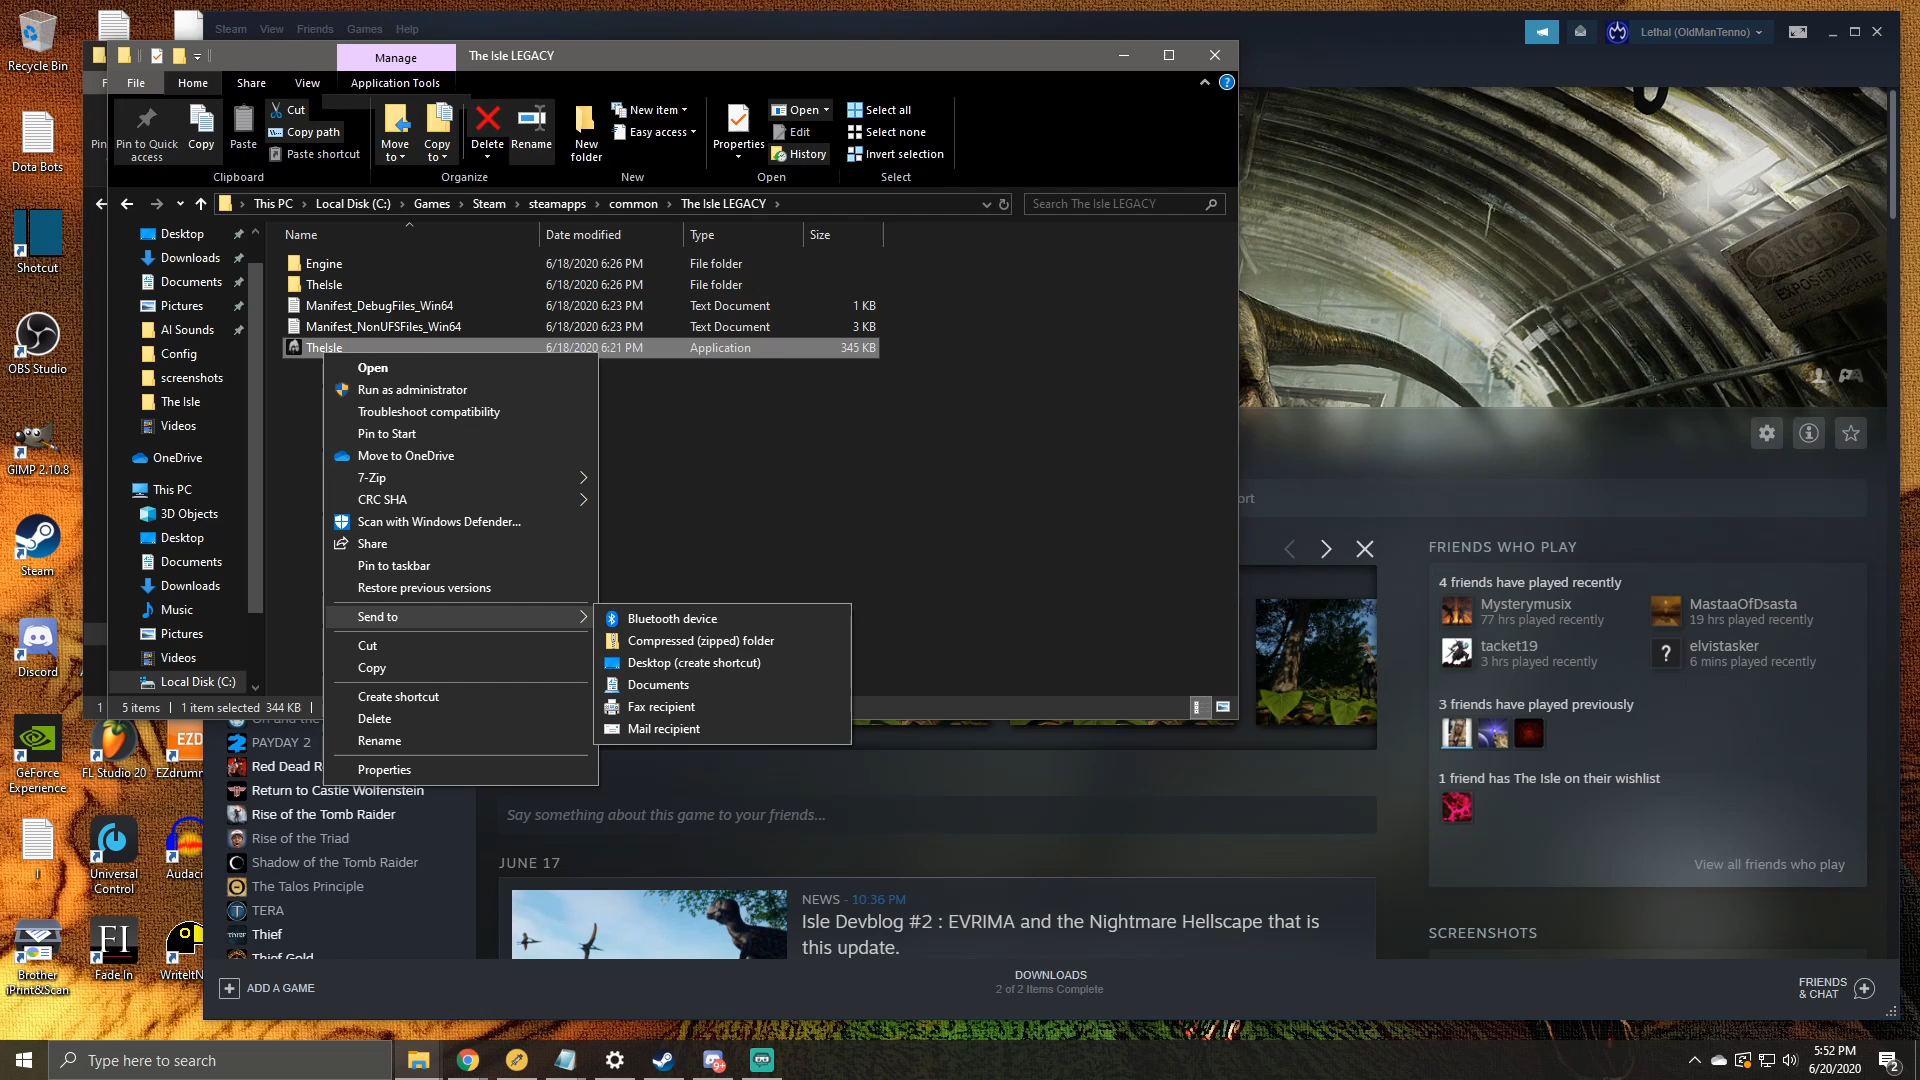 Recycle Bin
Dota Bots
Shotcut
OBS Studio
GIMP 2.10.8
Steam
Discord
GeForce Experience
FL Studio 20
EZdrumm
EZD
Universal Control
Audac
Brother iPrint&Scan
Fade In
FI
WriteItN
Steam View Friends Games Help
Lethal (OldManTenno)
Manage
The Isle LEGACY
File Home Share View Application Tools
Pin to Quick access
Copy
Paste
Cut
Copy path
Paste shortcut
Clipboard
Move to
Copy to
Delete
Rename
Organize
New folder
New item
Easy access
New
Properties
Open
Edit
History
Open
Select all
Select none
Invert selection
Select
This PC > Local Disk (C:) > Games > Steam > steamapps > common > The Isle LEGACY >
Search The Isle LEGACY
Name Date modified Type Size
Engine 6/18/2020 6:26 PM File folder
TheIsle 6/18/2020 6:26 PM File folder
Manifest_DebugFiles_Win64 6/18/2020 6:23 PM Text Document 1 KB
Manifest_NonUFSFiles_Win64 6/18/2020 6:23 PM Text Document 3 KB
TheIsle 6/18/2020 6:21 PM Application 345 KB
Desktop
Downloads
Documents
Pictures
AI Sounds
Config
screenshots
The Isle
Videos
OneDrive
This PC
3D Objects
Desktop
Documents
Downloads
Music
Pictures
Videos
Local Disk (C:)
5 items 1 item selected 344 KB
Open
Run as administrator
Troubleshoot compatibility
Pin to Start
Move to OneDrive
7-Zip
CRC SHA
Scan with Windows Defender...
Share
Pin to taskbar
Restore previous versions
Send to
Cut
Copy
Create shortcut
Delete
Rename
Properties
Bluetooth device
Compressed (zipped) folder
Desktop (create shortcut)
Documents
Fax recipient
Mail recipient
PAYDAY 2
Red Dead R
Return to Castle Wolfenstein
Rise of the Tomb Raider
Rise of the Triad
Shadow of the Tomb Raider
The Talos Principle
TERA
Thief
Thief Gold
DANGER
EXPOSED WIRE
ort
FRIENDS WHO PLAY
4 friends have played recently
Mysterymusix
77 hrs played recently
MastaaOfDsasta
19 hrs played recently
tacket19
3 hrs played recently
elvistasker
6 mins played recently
3 friends have played previously
1 friend has The Isle on their wishlist
View all friends who play
SCREENSHOTS
Say something about this game to your friends...
JUNE 17
NEWS - 10:36 PM
Isle Devblog #2 : EVRIMA and the Nightmare Hellscape that is
this update.
ADD A GAME
DOWNLOADS
2 of 2 Items Complete
FRIENDS
& CHAT
Type here to search
9+
5:52 PM
6/20/2020
2